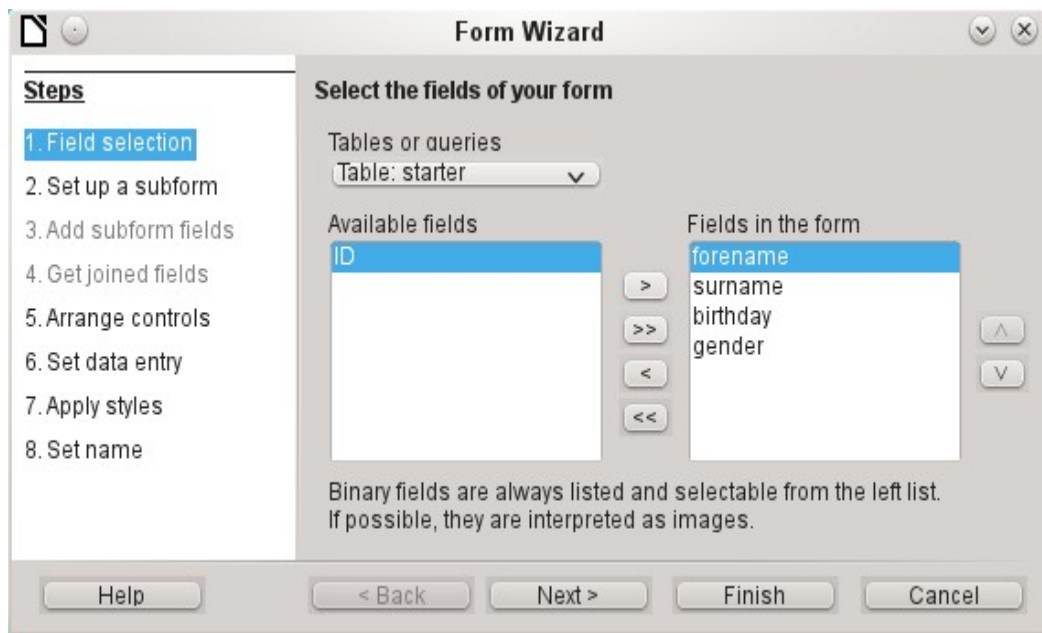 Form Wizard
Steps
1. Field selection
2. Set up a subform
3. Add subform fields
4. Get joined fields
5. Arrange controls
6. Set data entry
7. Apply styles
8. Set name
Select the fields of your form
Tables or queries
Table: starter
Available fields
ID
>
>>
<
<<
Fields in the form
forename
surname
birthday
gender
Binary fields are always listed and selectable from the left list.
If possible, they are interpreted as images.
Help
< Back
Next >
Finish
Cancel